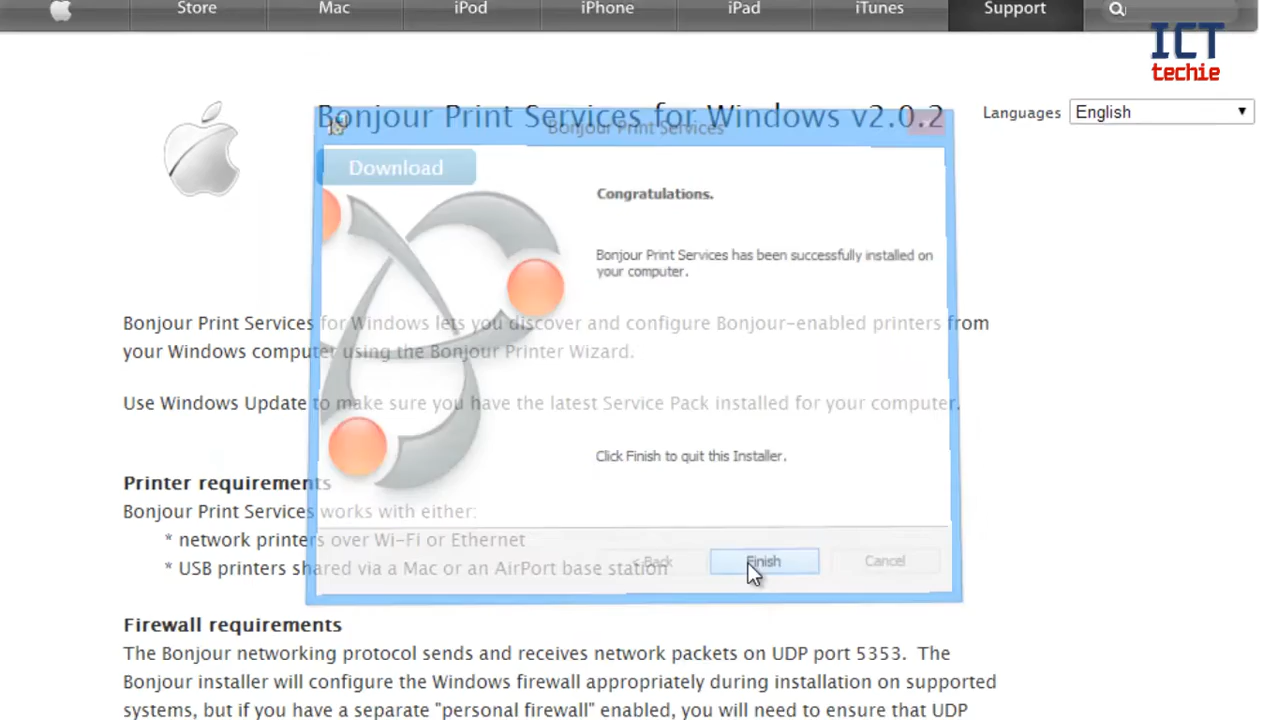 Store Mac iPod iPhone iPad iTunes Support
ICT
techie
Bonjour Print Services for Windows v2.0.2
Languages English
Bonjour Print Services
Download
Congratulations.
Bonjour Print Services has been successfully installed on
your computer.
Bonjour Print Services for Windows lets you discover and configure Bonjour-enabled printers from
your Windows computer using the Bonjour Printer Wizard.
Use Windows Update to make sure you have the latest Service Pack installed for your computer.
Click Finish to quit this Installer.
Printer requirements
Bonjour Print Services works with either:
* network printers over Wi-Fi or Ethernet
< Back Finish Cancel
* USB printers shared via a Mac or an AirPort base station
Firewall requirements
The Bonjour networking protocol sends and receives network packets on UDP port 5353. The
Bonjour installer will configure the Windows firewall appropriately during installation on supported
systems, but if you have a separate "personal firewall" enabled, you will need to ensure that UDP